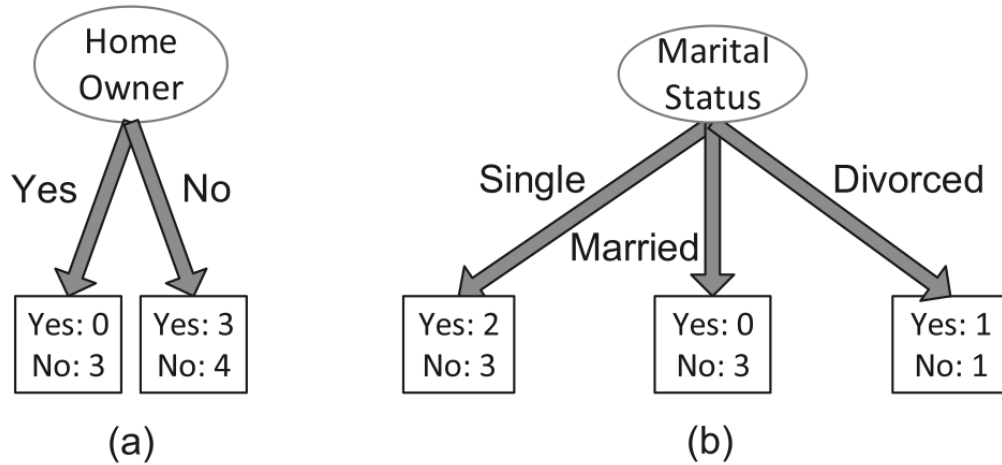 Home
Owner
Yes
No
Yes: 0
No: 3
Yes: 3
No: 4
(a)
Marital
Status
Single
Married
Divorced
Yes: 2
No: 3
Yes: 0
No: 3
Yes: 1
No: 1
(b)